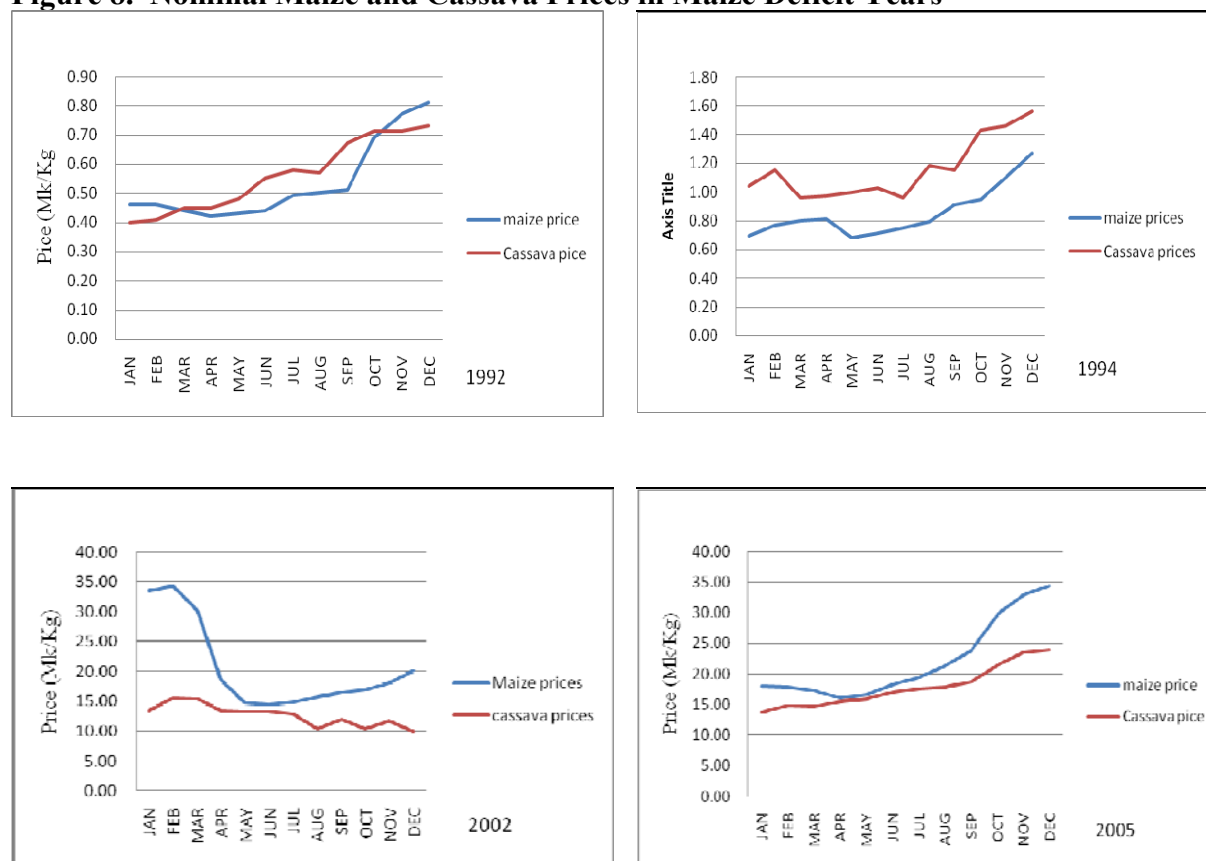 Figure 8. Nominal Maize and Cassava Prices in Maize Deficit Years
0.90
0.80
0.70
0.60
0.50
0.40
0.30
0.20
0.10
0.00
Pice (Mk/Kg
maize price
Cassava pice
JAN FEB MAR APR MAY JUN JUL AUG SEP OCT NOV DEC
1992
1.80
1.60
1.40
1.20
1.00
0.80
0.60
0.40
0.20
0.00
Axis Title
maize prices
Cassava prices
JAN FEB MAR APR MAY JUN JUL AUG SEP OCT NOV DEC
1994
40.00
35.00
30.00
25.00
20.00
15.00
10.00
5.00
0.00
Price (Mk/Kg)
Maize prices
cassava prices
JAN FEB MAR APR MAY JUN JUL AUG SEP OCT NOV DEC
2002
40.00
35.00
30.00
25.00
20.00
15.00
10.00
5.00
0.00
Price (Mk/Kg)
maize price
Cassava pice
JAN FEB MAR APR MAY JUN JUL AUG SEP OCT NOV DEC
2005